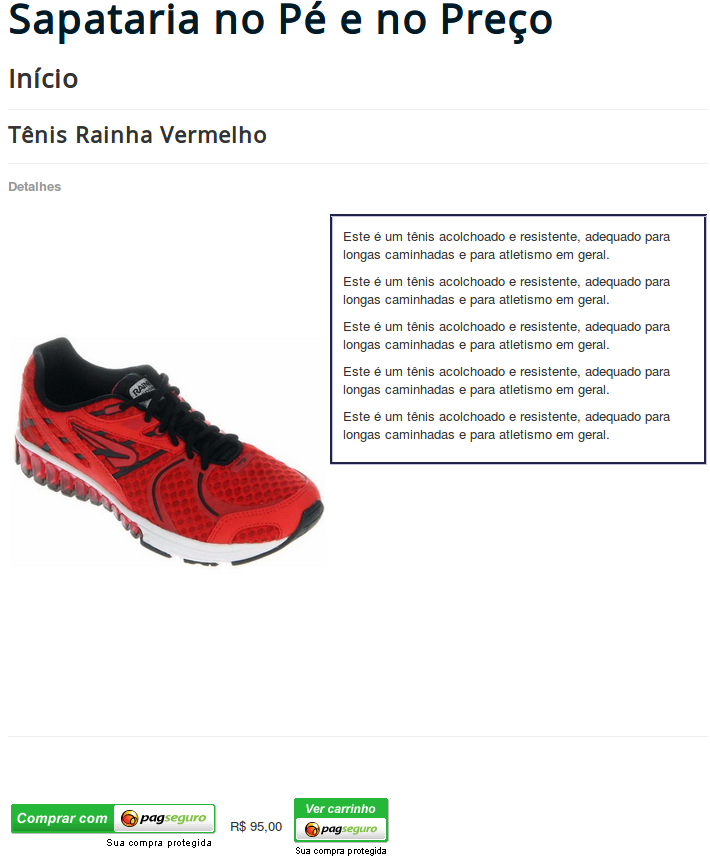 Sapataria no Pé e no Preço
Início
Tênis Rainha Vermelho
Detalhes
Este é um tênis acolchoado e resistente, adequado para
longas caminhadas e para atletismo em geral.
Este é um tênis acolchoado e resistente, adequado para
longas caminhadas e para atletismo em geral.
Este é um tênis acolchoado e resistente, adequado para
longas caminhadas e para atletismo em geral.
Este é um tênis acolchoado e resistente, adequado para
longas caminhadas e para atletismo em geral.
Este é um tênis acolchoado e resistente, adequado para
longas caminhadas e para atletismo em geral.
Comprar com pagseguro
Sua compra protegida
R$ 95,00
Ver carrinho
pagseguro
Sua compra protegida